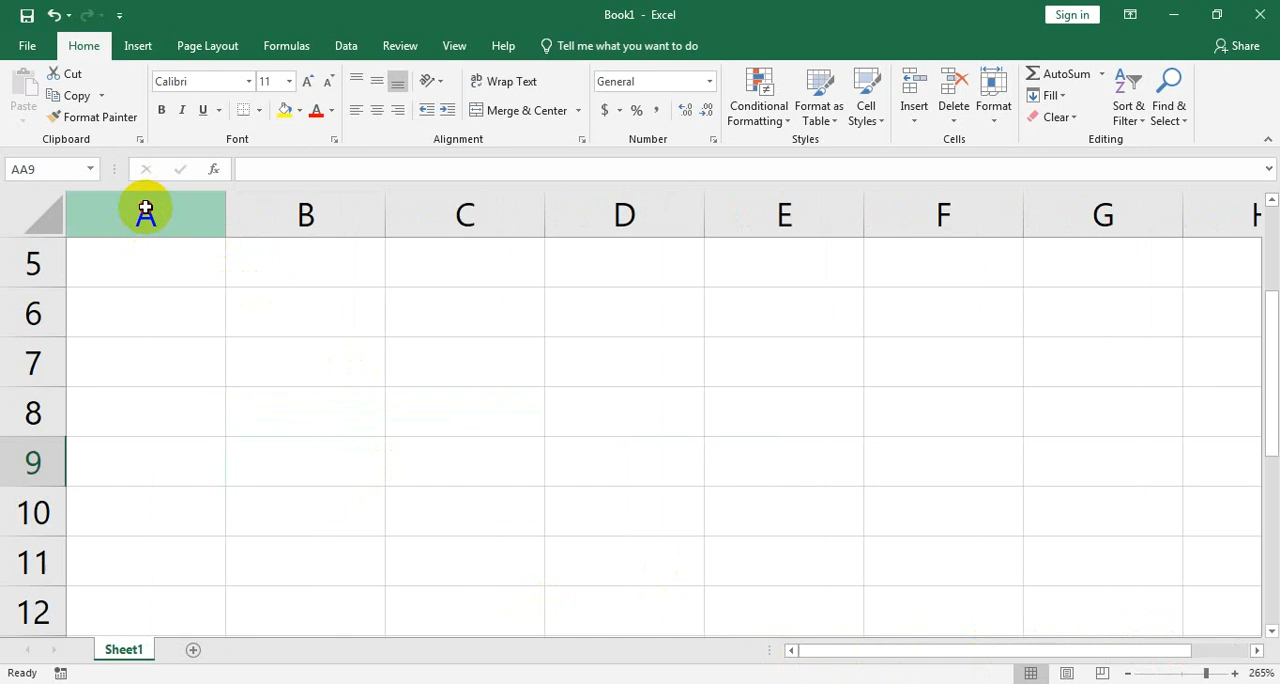 Book1 - Excel
Sign in
File Home Insert Page Layout Formulas Data Review View Help Tell me what you want to do Share
Paste
Cut
Copy
Format Painter
Calibri 11
B I U A
Wrap Text
Merge & Center
General
$ % ,
Conditional Formatting
Format as Table
Cell Styles
Insert Delete Format
AutoSum
Fill
Clear
Sort & Filter
Find & Select
Clipboard Font Alignment Number Styles Cells Editing
AA9 fx
A B C D E F G H
5
6
7
8
9
10
11
12
Sheet1
Ready 265%